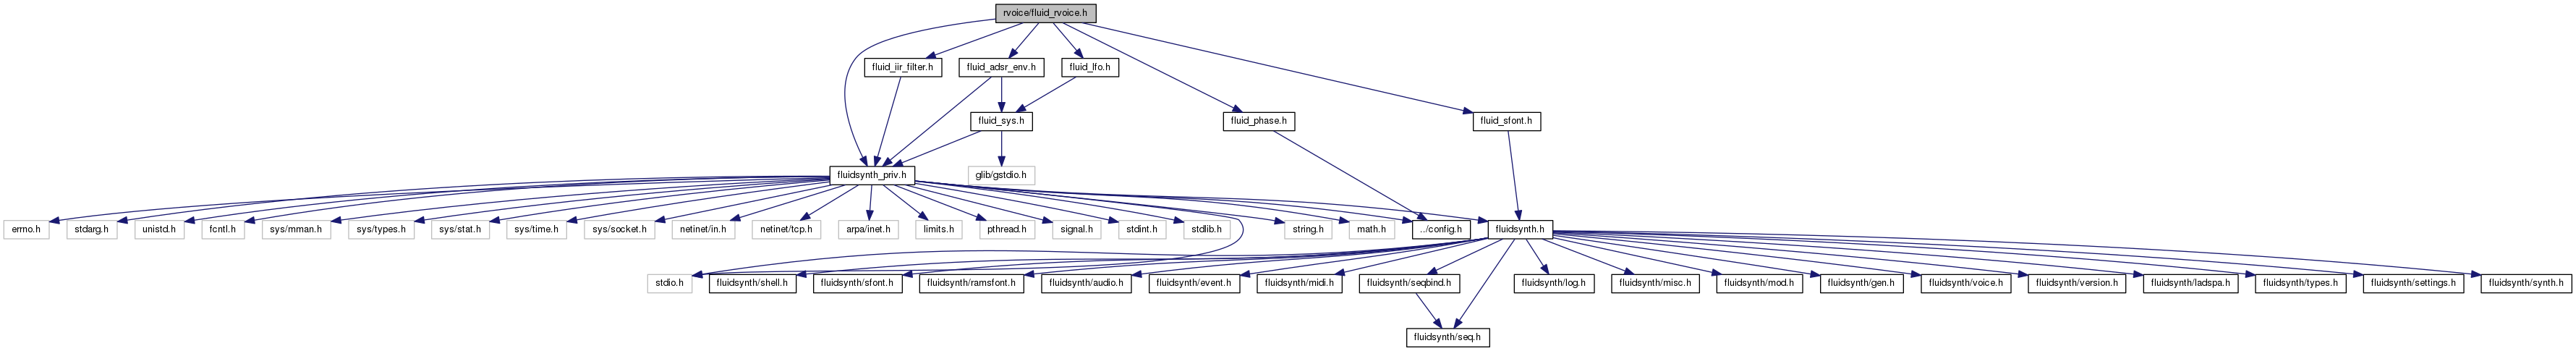 rvoice/fluid_rvoice.h
fluid_iir_filter.h
fluid_adsr_env.h
fluid_lfo.h
fluid_sys.h
fluid_phase.h
fluid_sfont.h
fluidsynth_priv.h
glib/gstdio.h
errno.h
stdarg.h
unistd.h
fcntl.h
sys/mman.h
sys/types.h
sys/stat.h
sys/time.h
sys/socket.h
netinet/in.h
netinet/tcp.h
arpa/inet.h
limits.h
pthread.h
signal.h
stdint.h
stdlib.h
string.h
math.h
../config.h
fluidsynth.h
stdio.h
fluidsynth/shell.h
fluidsynth/sfont.h
fluidsynth/ramsfont.h
fluidsynth/audio.h
fluidsynth/event.h
fluidsynth/midi.h
fluidsynth/seqbind.h
fluidsynth/log.h
fluidsynth/misc.h
fluidsynth/mod.h
fluidsynth/gen.h
fluidsynth/voice.h
fluidsynth/version.h
fluidsynth/ladspa.h
fluidsynth/types.h
fluidsynth/settings.h
fluidsynth/synth.h
fluidsynth/seq.h